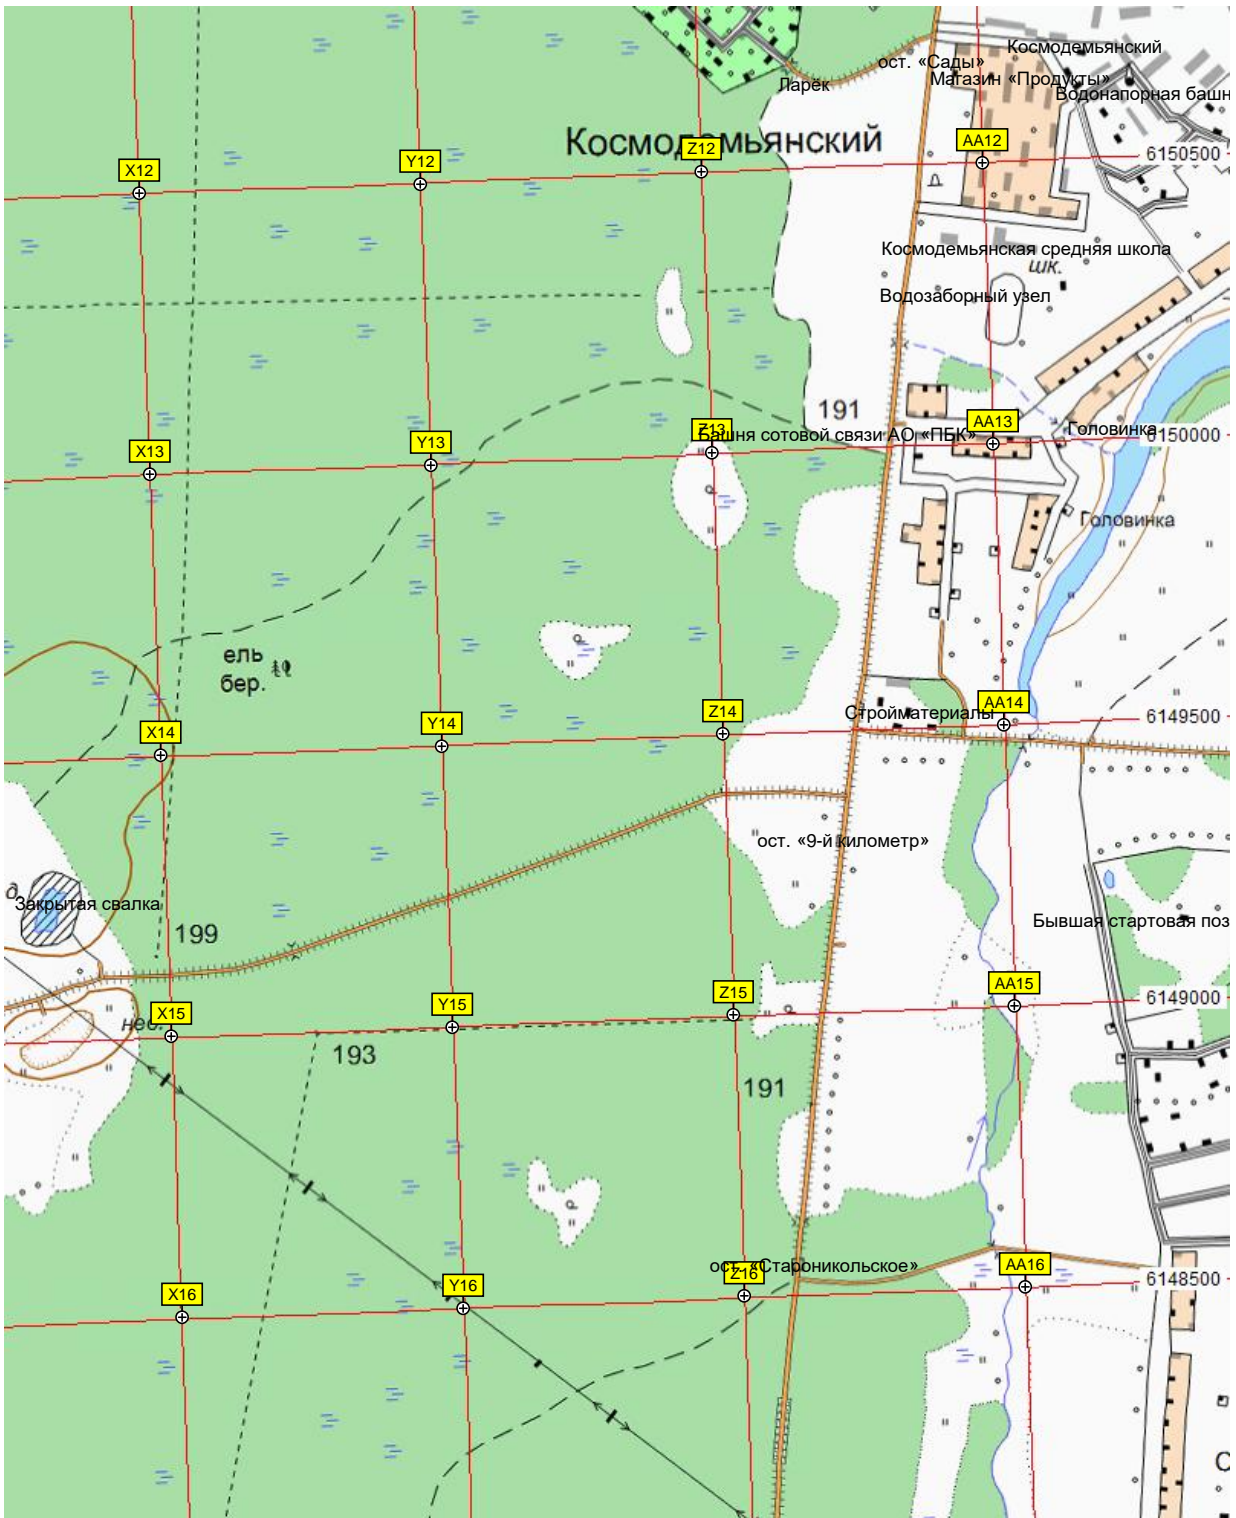 Космодемьянский
ост. «Сады»
Магазин «Продукты»
Ларёк
Водонапорная башн
Космодемьянский
X12
Y12
Z12
AA12
6150500
Космодемьянская средняя школа
шк.
Водозаборный узел
191
X13
Y13
Z13
AA13
Башня сотовой связи АО «ПБК»
Головинка
6150000
Головинка
ель
бер.
X14
Y14
Z14
AA14
Стройматериалы
6149500
ост. «9-й километр»
Закрытая свалка
199
Бывшая стартовая поз
X15
Y15
Z15
AA15
6149000
193
191
ост. «Староникольское»
X16
Y16
Z16
AA16
6148500
С